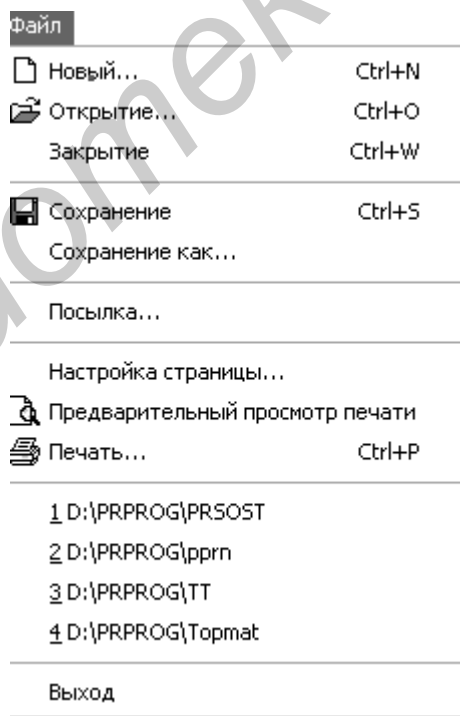 Файл
Новый... Ctrl+N
Открытие... Ctrl+O
Закрытие Ctrl+W
Сохранение Ctrl+S
Сохранение как...
Посылка...
Настройка страницы...
Предварительный просмотр печати
Печать... Ctrl+P
1 D:\PRPROG\PRSOST
2 D:\PRPROG\pprn
3 D:\PRPROG\TT
4 D:\PRPROG\Topmat
Выход